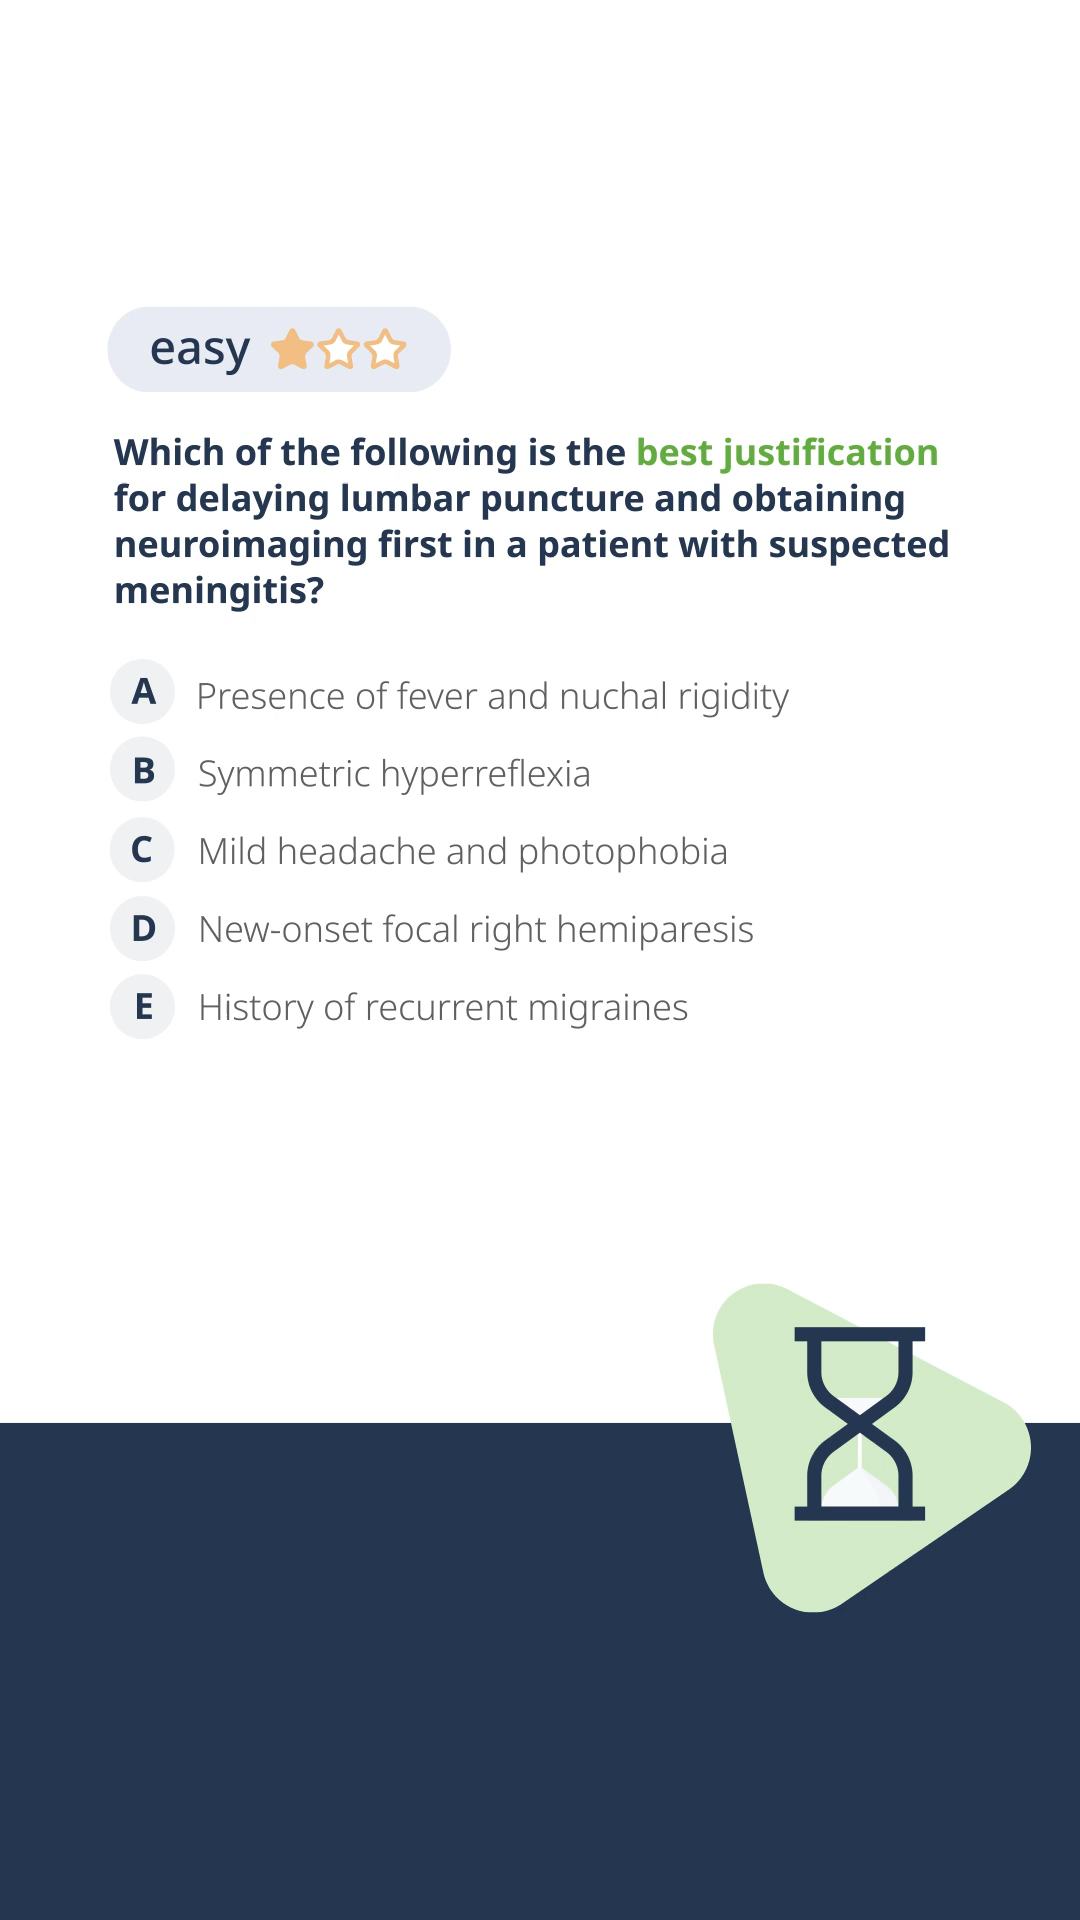 easy
Which of the following is the best justification
for delaying lumbar puncture and obtaining
neuroimaging first in a patient with suspected
meningitis?
A Presence of fever and nuchal rigidity
B Symmetric hyperreflexia
C Mild headache and photophobia
D New-onset focal right hemiparesis
E History of recurrent migraines